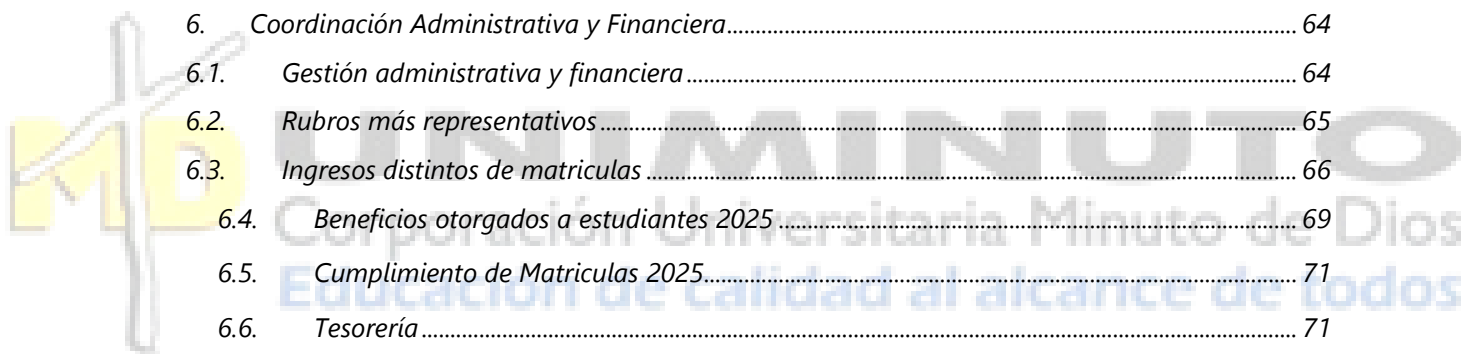 6. Coordinación Administrativa y Financiera........................ 64
6.1. Gestión administrativa y financiera........................ 64
6.2. Rubros más representativos........................ 65
6.3. Ingresos distintos de matriculas........................ 66
6.4. Beneficios otorgados a estudiantes 2025........................ 69
6.5. Cumplimiento de Matriculas 2025........................ 71
6.6. Tesorería........................ 71
MD UNIMINUTO
Corporación Universitaria Minuto de Dios
Educación de calidad al alcance de todos